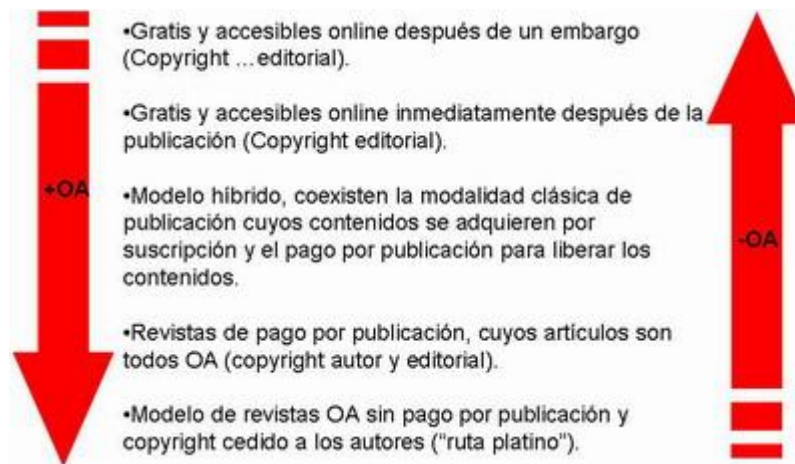 •Gratis y accesibles online después de un embargo
(Copyright ... editorial).
•Gratis y accesibles online inmediatamente después de la
publicación (Copyright editorial).
+OA
•Modelo híbrido, coexisten la modalidad clásica de
publicación cuyos contenidos se adquieren por
suscripción y el pago por publicación para liberar los
contenidos.
-OA
•Revistas de pago por publicación, cuyos artículos son
todos OA (copyright autor y editorial).
•Modelo de revistas OA sin pago por publicación y
copyright cedido a los autores ("ruta platino").